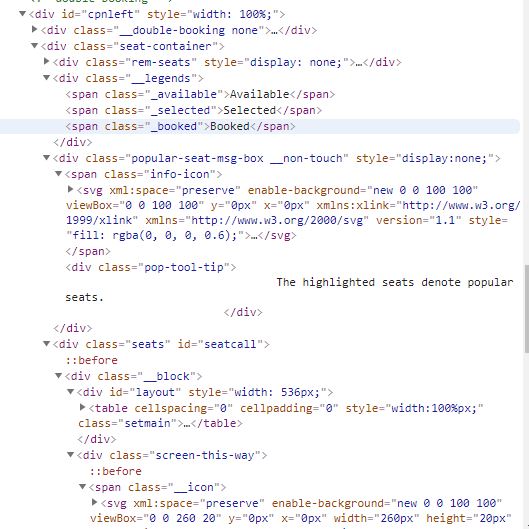 <div id="cpnleft" style="width: 100%;">
<div class="__double-booking none">…</div>
<div class="seat-container">
<div class="rem-seats" style="display: none;">…</div>
<div class="__legends">
<span class="_available">Available</span>
<span class="_selected">Selected</span>
<span class="_booked">Booked</span>
</div>
<div class="popular-seat-msg-box __non-touch" style="display:none;">
<span class="info-icon">
<svg xml:space="preserve" enable-background="new 0 0 100 100"
viewBox="0 0 100 100" y="0px" x="0px" xmlns:xlink="http://www.w3.org/
1999/xlink" xmlns="http://www.w3.org/2000/svg" version="1.1" style=
"fill: rgba(0, 0, 0, 0.6);">…</svg>
</span>
<div class="pop-tool-tip">
The highlighted seats denote popular
seats.
</div>
</div>
<div class="seats" id="seatcall">
::before
<div class="__block">
<div id="layout" style="width: 536px;">
<table cellspacing="0" cellpadding="0" style="width:100%px;"
class="setmain">…</table>
</div>
<div class="screen-this-way">
::before
<span class="__icon">
<svg xml:space="preserve" enable-background="new 0 0 100 100"
viewBox="0 0 260 20" y="0px" x="0px" width="260px" height="20px"